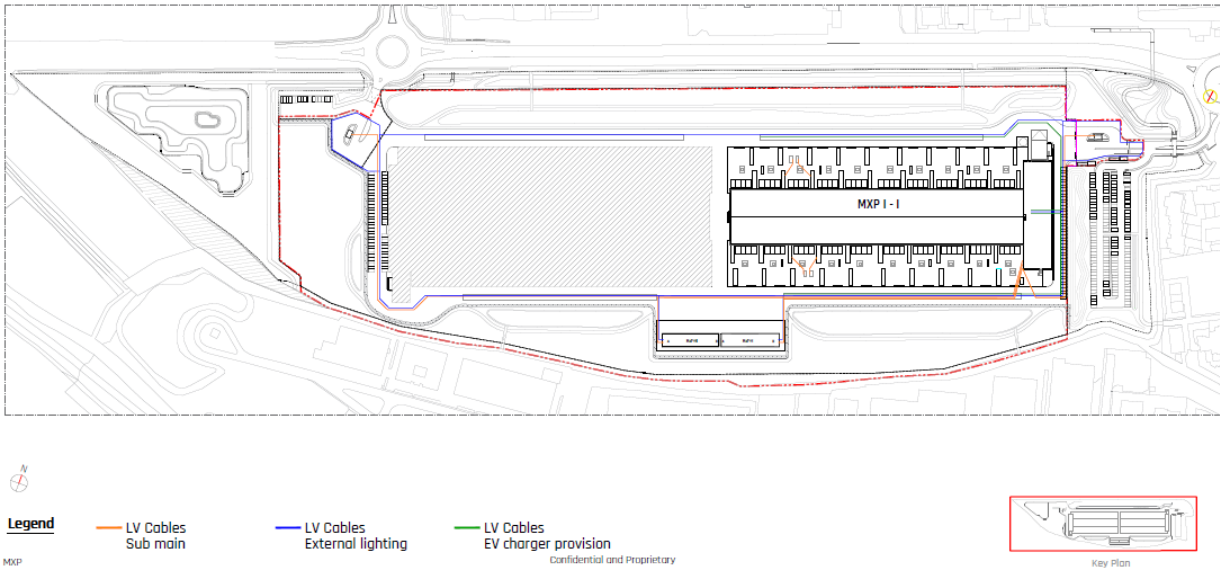 MXP I - I
N
Legend
LV Cables
Sub main
LV Cables
External lighting
LV Cables
EV charger provision
MXP
Confidential and Proprietary
Key Plan